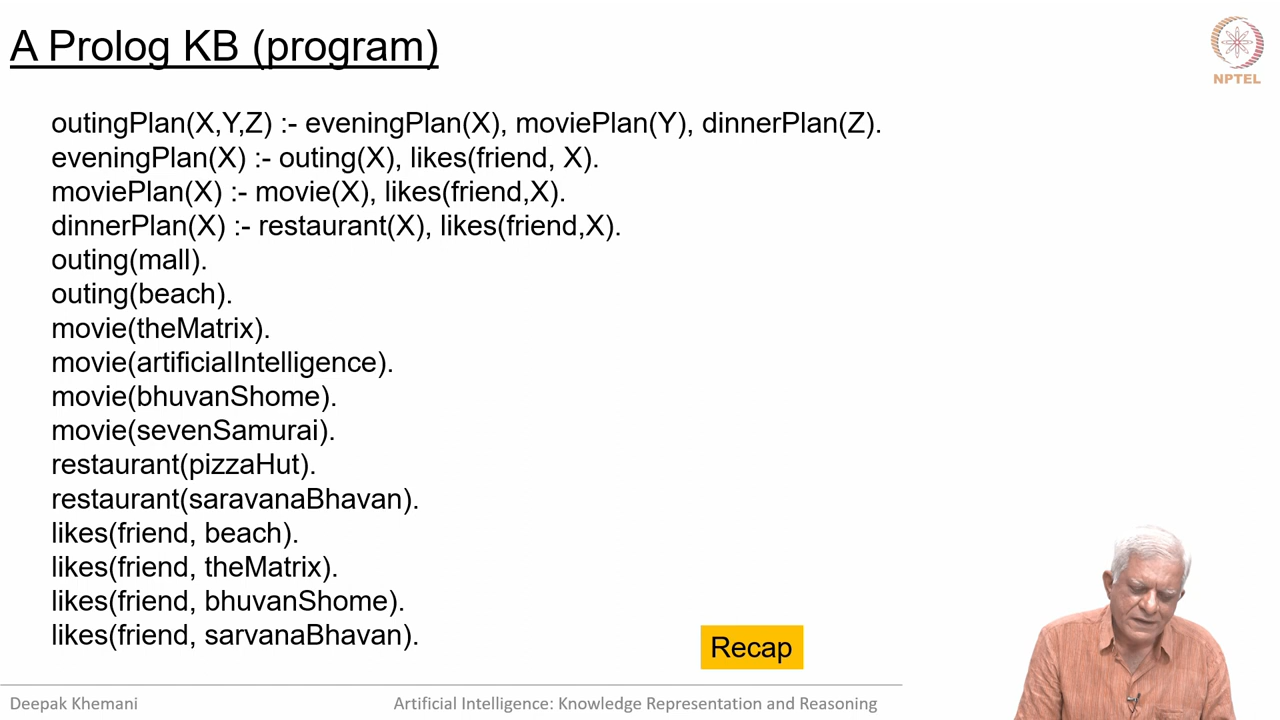 A Prolog KB (program)
NPTEL
outingPlan(X,Y,Z) :- eveningPlan(X), moviePlan(Y), dinnerPlan(Z).
eveningPlan(X) :- outing(X), likes(friend, X).
moviePlan(X) :- movie(X), likes(friend,X).
dinnerPlan(X) :- restaurant(X), likes(friend,X).
outing(mall).
outing(beach).
movie(theMatrix).
movie(artificialIntelligence).
movie(bhuvanShome).
movie(sevenSamurai).
restaurant(pizzaHut).
restaurant(saravanaBhavan).
likes(friend, beach).
likes(friend, theMatrix).
likes(friend, bhuvanShome).
likes(friend, sarvanaBhavan).
Recap
Deepak Khemani
Artificial Intelligence: Knowledge Representation and Reasoning